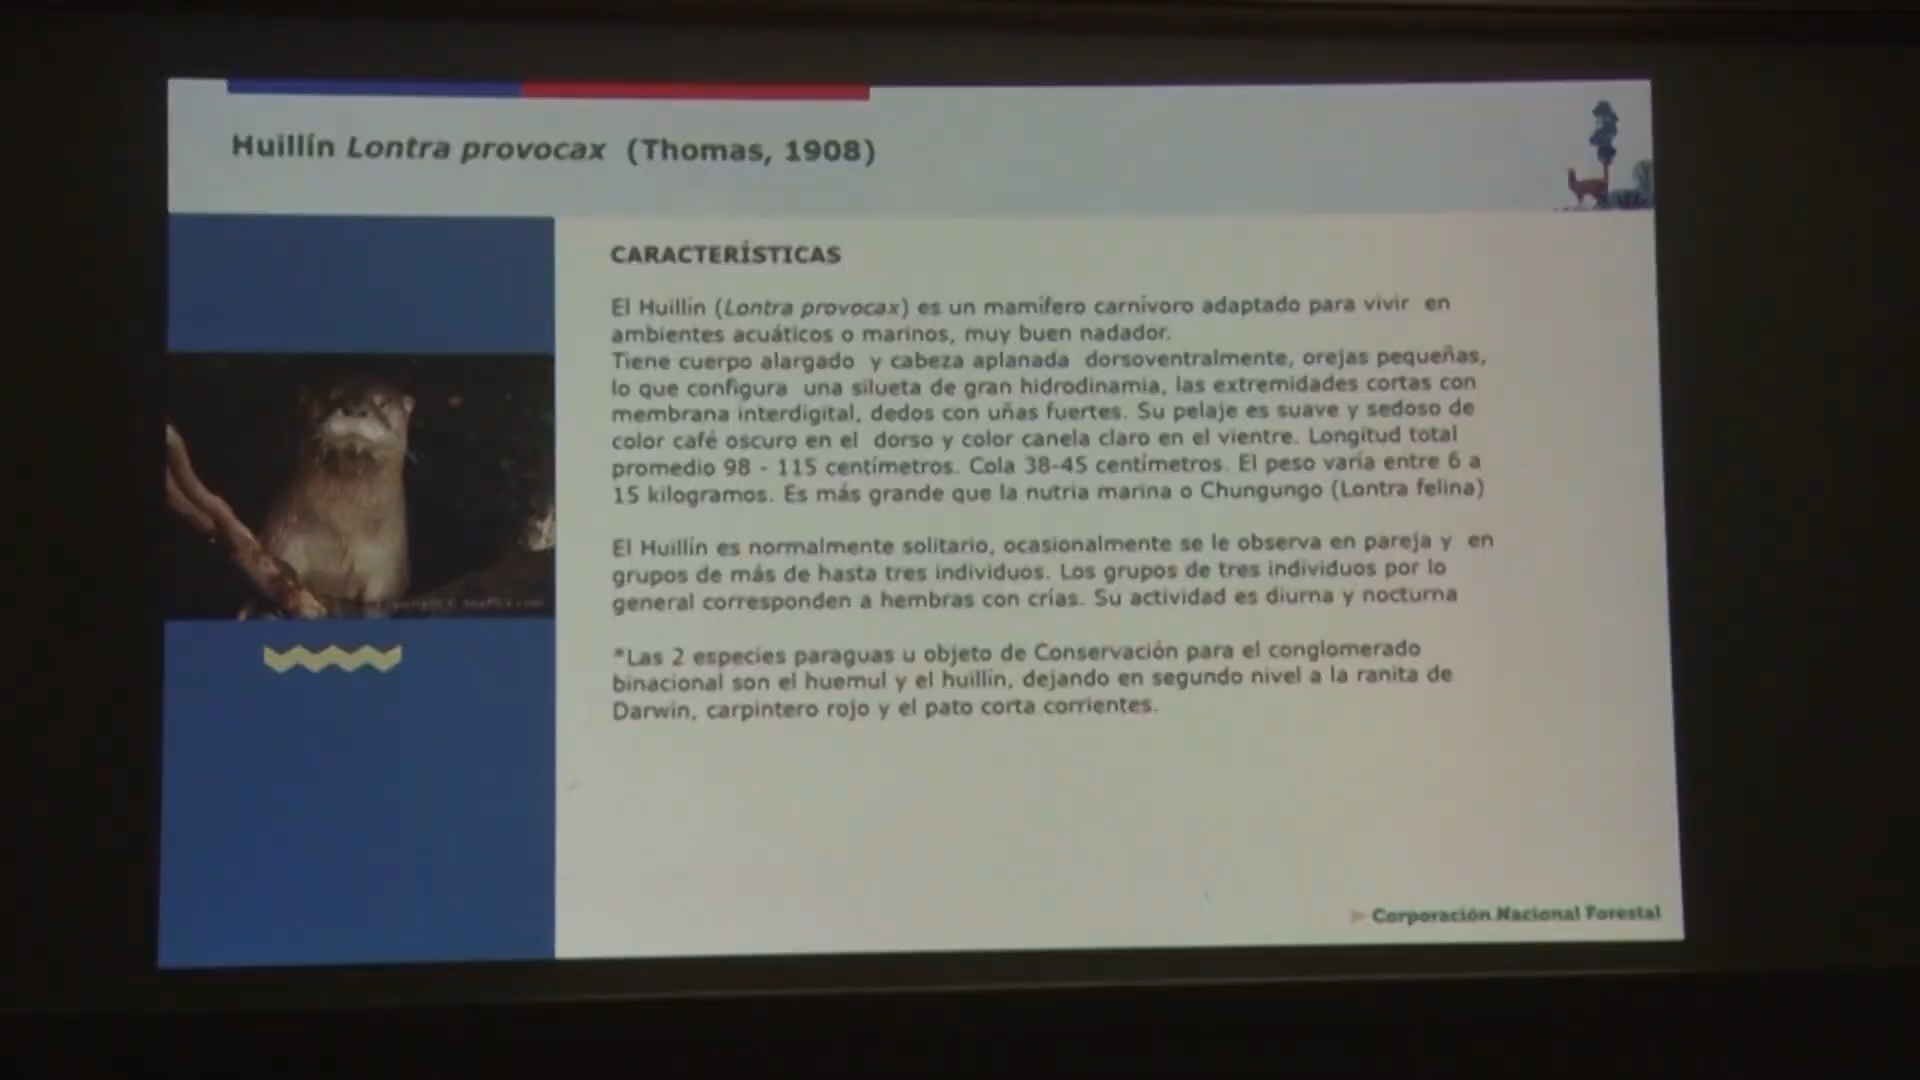 Huillín Lontra provocax (Thomas, 1908)
CARACTERÍSTICAS
El Huillín (Lontra provocax) es un mamífero carnívoro adaptado para vivir en
ambientes acuáticos o marinos, muy buen nadador.
Tiene cuerpo alargado y cabeza aplanada dorsoventralmente, orejas pequeñas,
lo que configura una silueta de gran hidrodinamia, las extremidades cortas con
membrana interdigital, dedos con uñas fuertes. Su pelaje es suave y sedoso de
color café oscuro en el dorso y color canela claro en el vientre. Longitud total
promedio 98 - 115 centímetros. Cola 38-45 centímetros. El peso varía entre 6 a
15 kilogramos. Es más grande que la nutria marina o Chungungo (Lontra felina)
El Huillín es normalmente solitario, ocasionalmente se le observa en pareja y en
grupos de más de hasta tres individuos. Los grupos de tres individuos por lo
general corresponden a hembras con crías. Su actividad es diurna y nocturna
*Las 2 especies paraguas u objeto de Conservación para el conglomerado
binacional son el huemul y el huillín, dejando en segundo nivel a la ranita de
Darwin, carpintero rojo y el pato corta corrientes.
Corporación Nacional Forestal